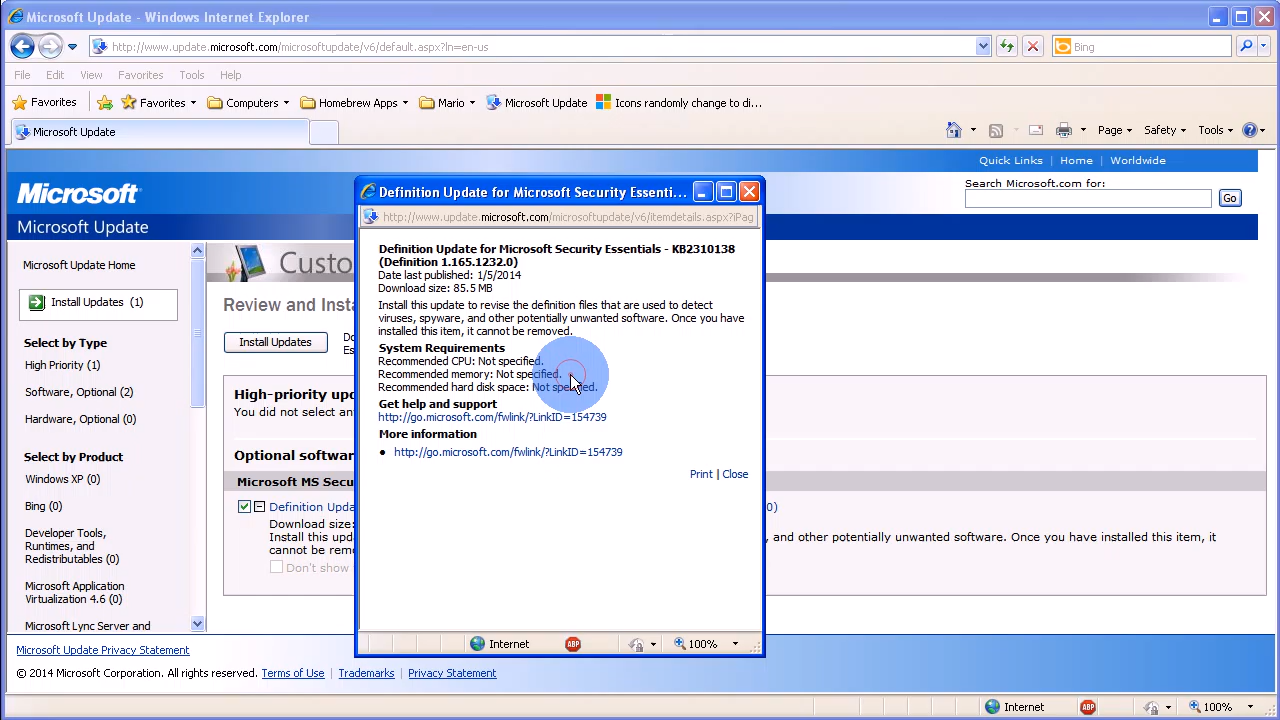 Microsoft Update - Windows Internet Explorer
http://www.update.microsoft.com/microsoftupdate/v6/default.aspx?ln=en-us
Bing
File Edit View Favorites Tools Help
Favorites Favorites Computers Homebrew Apps Mario Microsoft Update Icons randomly change to di...
Microsoft Update
Page Safety Tools
Quick Links | Home | Worldwide
Microsoft
Search Microsoft.com for:
Go
Microsoft Update
Microsoft Update Home
Install Updates (1)
Select by Type
High Priority (1)
Software, Optional (2)
Hardware, Optional (0)
Select by Product
Windows XP (0)
Bing (0)
Developer Tools,
Runtimes, and
Redistributables (0)
Microsoft Application
Virtualization 4.6 (0)
Microsoft Lync Server and
Review and Insta
Install Updates
High-priority upd
You did not select an
Optional softwar
Microsoft MS Secu
Definition Upda
0)
Download size:
Install this upd
, and other potentially unwanted software. Once you have installed this item, it
cannot be rem
Don't show
Definition Update for Microsoft Security Essenti...
http://www.update.microsoft.com/microsoftupdate/v6/itemdetails.aspx?iPag
Definition Update for Microsoft Security Essentials - KB2310138
(Definition 1.165.1232.0)
Date last published: 1/5/2014
Download size: 85.5 MB
Install this update to revise the definition files that are used to detect
viruses, spyware, and other potentially unwanted software. Once you have
installed this item, it cannot be removed.
System Requirements
Recommended CPU: Not specified.
Recommended memory: Not specified.
Recommended hard disk space: Not specified.
Get help and support
http://go.microsoft.com/fwlink/?LinkID=154739
More information
http://go.microsoft.com/fwlink/?LinkID=154739
Print | Close
Internet ABP 100%
Microsoft Update Privacy Statement
© 2014 Microsoft Corporation. All rights reserved. Terms of Use | Trademarks | Privacy Statement
Internet ABP 100%